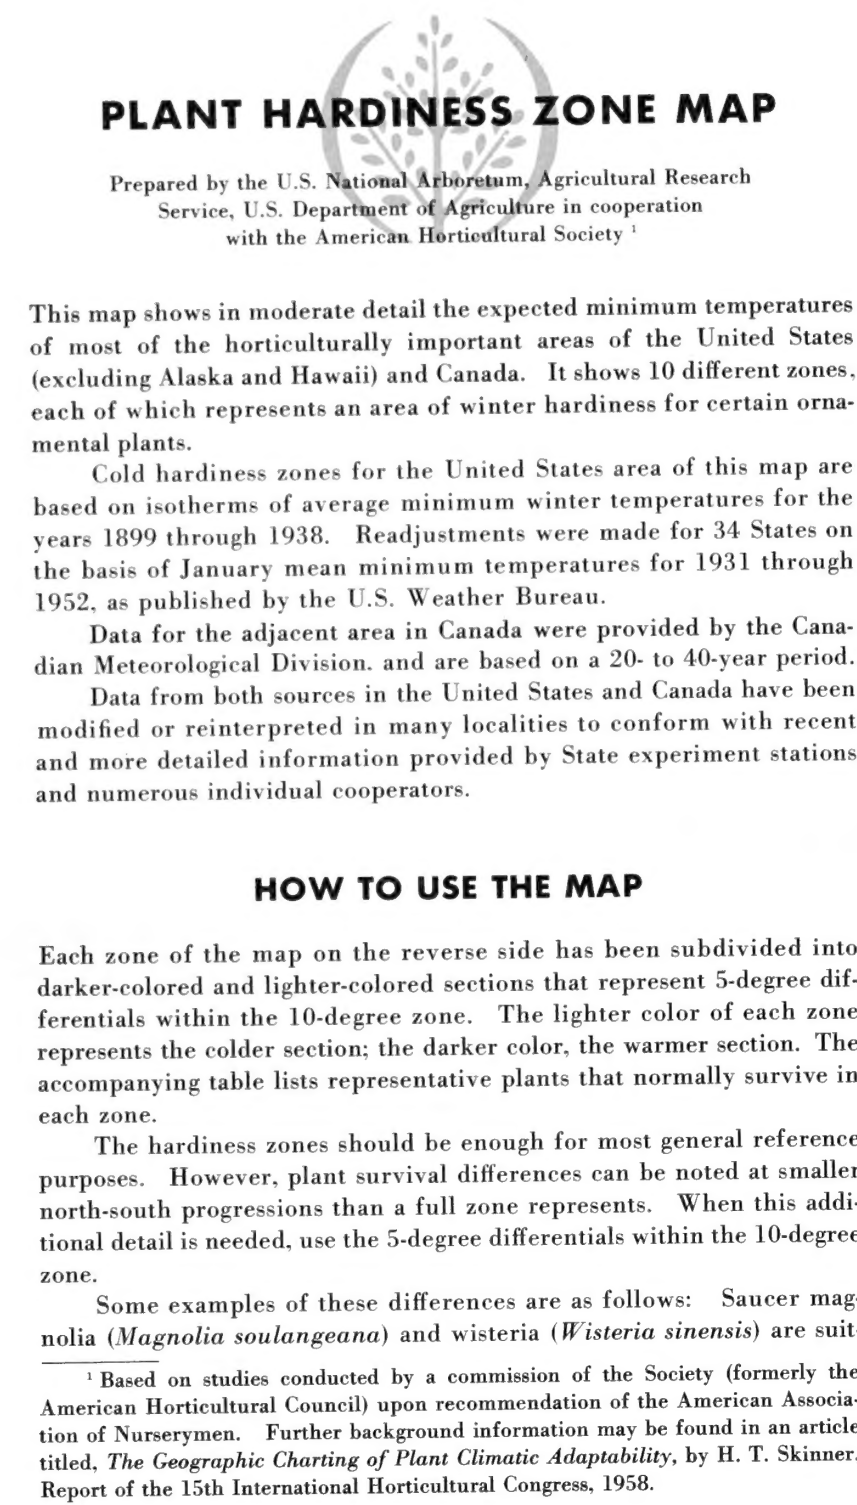 PLANT HARDINESS ZONE MAP
Prepared by the U.S. National Arboretum, Agricultural Research
Service, U.S. Department of Agriculture in cooperation
with the American Horticultural Society ¹
This map shows in moderate detail the expected minimum temperatures
of most of the horticulturally important areas of the United States
(excluding Alaska and Hawaii) and Canada. It shows 10 different zones,
each of which represents an area of winter hardiness for certain orna-
mental plants.
Cold hardiness zones for the United States area of this map are
based on isotherms of average minimum winter temperatures for the
years 1899 through 1938. Readjustments were made for 34 States on
the basis of January mean minimum temperatures for 1931 through
1952, as published by the U.S. Weather Bureau.
Data for the adjacent area in Canada were provided by the Cana-
dian Meteorological Division. and are based on a 20- to 40-year period.
Data from both sources in the United States and Canada have been
modified or reinterpreted in many localities to conform with recent
and more detailed information provided by State experiment stations
and numerous individual cooperators.
HOW TO USE THE MAP
Each zone of the map on the reverse side has been subdivided into
darker-colored and lighter-colored sections that represent 5-degree dif-
ferentials within the 10-degree zone. The lighter color of each zone
represents the colder section; the darker color, the warmer section. The
accompanying table lists representative plants that normally survive in
each zone.
The hardiness zones should be enough for most general reference
purposes. However, plant survival differences can be noted at smaller
north-south progressions than a full zone represents. When this addi-
tional detail is needed, use the 5-degree differentials within the 10-degree
zone.
Some examples of these differences are as follows: Saucer mag-
nolia (Magnolia soulangeana) and wisteria (Wisteria sinensis) are suit-
¹ Based on studies conducted by a commission of the Society (formerly the
American Horticultural Council) upon recommendation of the American Associa-
tion of Nurserymen. Further background information may be found in an article
titled, The Geographic Charting of Plant Climatic Adaptability, by H. T. Skinner.
Report of the 15th International Horticultural Congress, 1958.